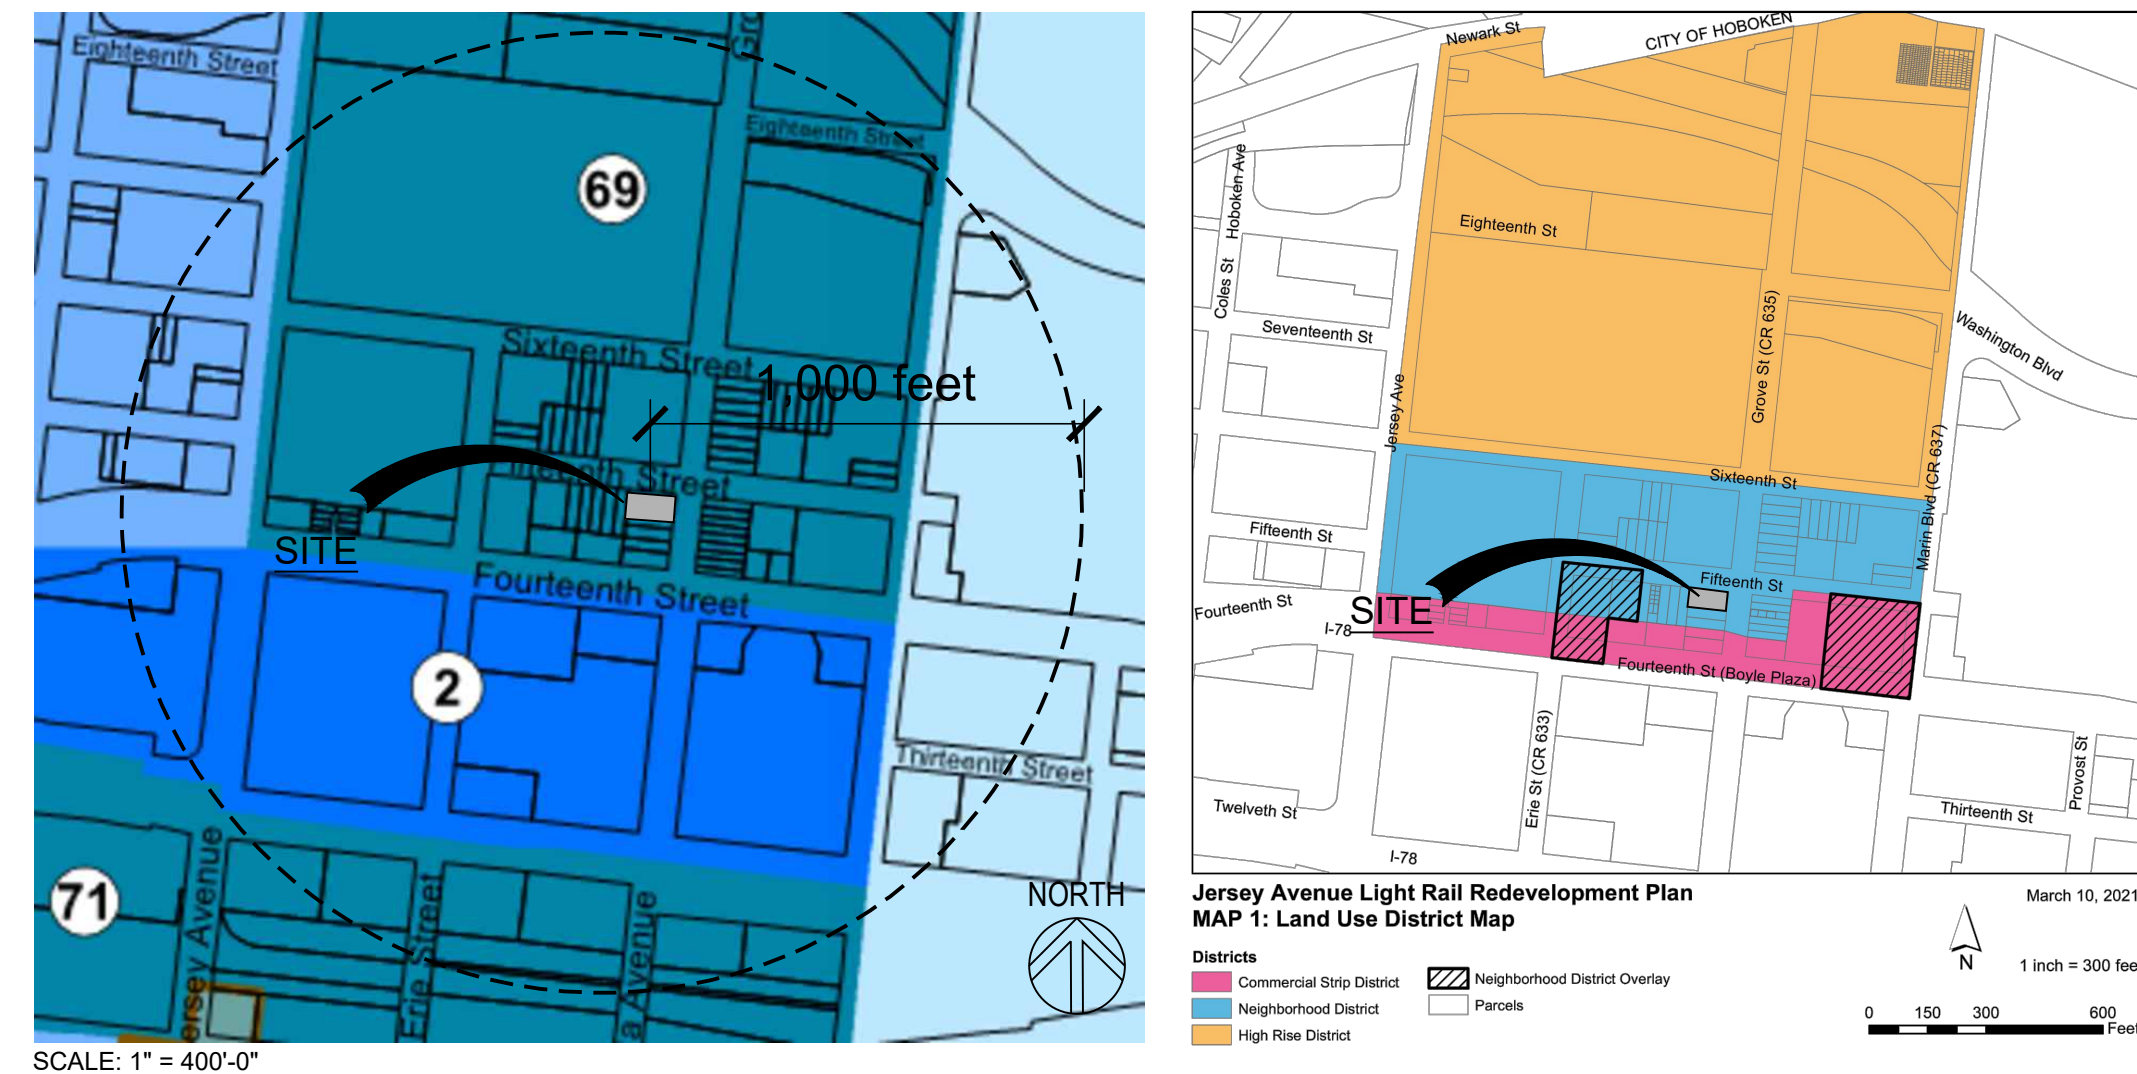 Eighteenth Street
Gro
69
Eighteenth Street
Sixteenth Street
1,000 feet
Fifteenth Street
SITE
Fourteenth Street
2
Thirteenth Street
71
ersey Avenue
Erie Street
a Avenue
NORTH
SCALE: 1" = 400'-0"
Newark St
CITY OF HOBOKEN
Hoboken Ave
Eighteenth St
Coles St
Seventeenth St
Grove St (CR 635)
Washington Blvd
Jersey Ave
Sixteenth St
Marin Blvd (CR 637)
Fifteenth St
Fifteenth St
Fourteenth St
SITE
I-78
Fourteenth St (Boyle Plaza)
Erie St (CR 633)
Provost St
Twelveth St
Thirteenth St
I-78
Jersey Avenue Light Rail Redevelopment Plan
MAP 1: Land Use District Map
March 10, 2021
N
1 inch = 300 fee
Districts
Commercial Strip District
Neighborhood District
High Rise District
Neighborhood District Overlay
Parcels
0 150 300 600
Feet